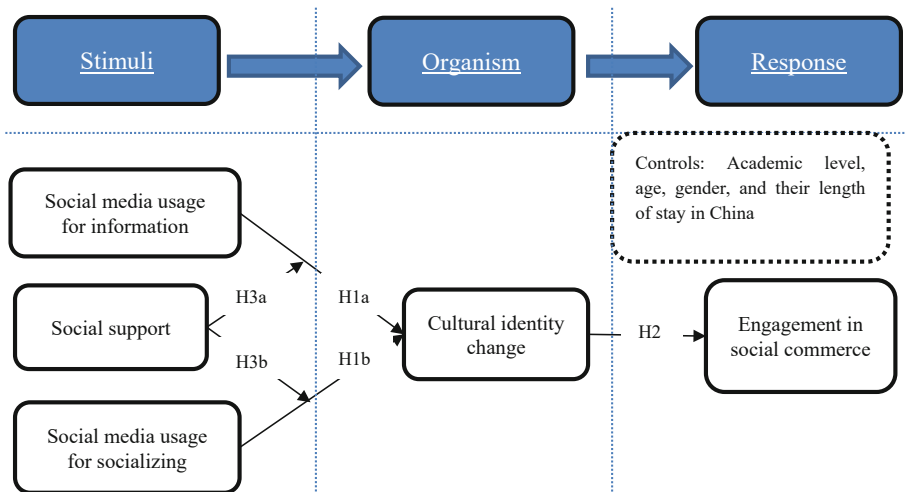 Stimuli
Organism
Response
Controls: Academic level,
age, gender, and their length
of stay in China
Social media usage
for information
H3a
H1a
Social support
Cultural identity
change
H2
Engagement in
social commerce
H3b
H1b
Social media usage
for socializing